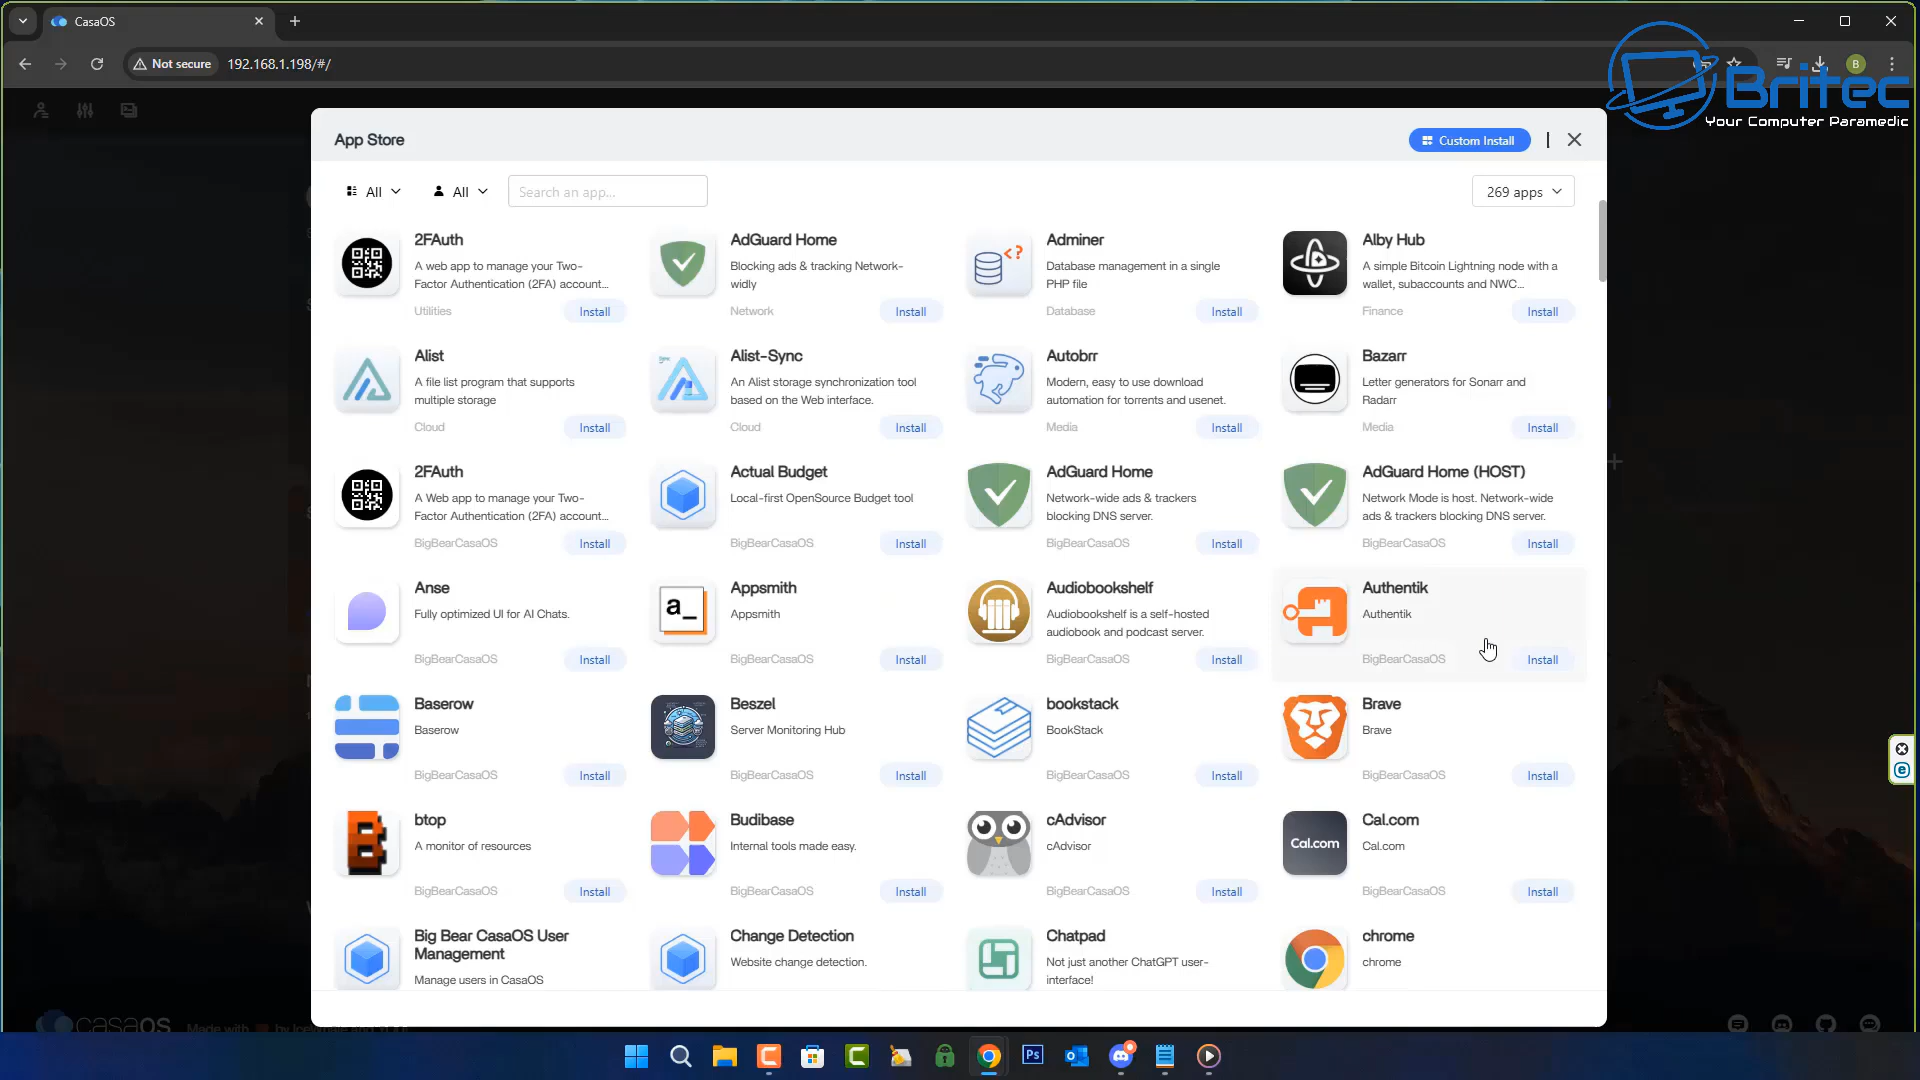 CasaOS
Not secure
192.168.1.198/#/
B
Britec
Your Computer Paramedic
App Store
Custom Install
All
All
Search an app...
269 apps
2FAuth
A web app to manage your Two-
Factor Authentication (2FA) account...
Utilities
Install
AdGuard Home
Blocking ads & tracking Network-
widly
Network
Install
Adminer
Database management in a single
PHP file
Database
Install
Alby Hub
A simple Bitcoin Lightning node with a
wallet, subaccounts and NWC...
Finance
Install
Alist
A file list program that supports
multiple storage
Cloud
Install
Alist-Sync
An Alist storage synchronization tool
based on the Web interface.
Cloud
Install
Autobrr
Modern, easy to use download
automation for torrents and usenet.
Media
Install
Bazarr
Letter generators for Sonarr and
Radarr
Media
Install
2FAuth
A Web app to manage your Two-
Factor Authentication (2FA) account...
BigBearCasaOS
Install
Actual Budget
Local-first OpenSource Budget tool
BigBearCasaOS
Install
AdGuard Home
Network-wide ads & trackers
blocking DNS server.
BigBearCasaOS
Install
AdGuard Home (HOST)
Network Mode is host. Network-wide
ads & trackers blocking DNS server.
BigBearCasaOS
Install
Anse
Fully optimized UI for AI Chats.
BigBearCasaOS
Install
a_
Appsmith
Appsmith
BigBearCasaOS
Install
Audiobookshelf
Audiobookshelf is a self-hosted
audiobook and podcast server.
BigBearCasaOS
Install
Authentik
Authentik
BigBearCasaOS
Install
Baserow
Baserow
BigBearCasaOS
Install
Beszel
Server Monitoring Hub
BigBearCasaOS
Install
bookstack
BookStack
BigBearCasaOS
Install
Brave
Brave
BigBearCasaOS
Install
btop
A monitor of resources
BigBearCasaOS
Install
Budibase
Internal tools made easy.
BigBearCasaOS
Install
cAdvisor
cAdvisor
BigBearCasaOS
Install
Cal.com
Cal.com
Cal.com
BigBearCasaOS
Install
Big Bear CasaOS User
Management
Manage users in CasaOS
Change Detection
Website change detection.
Chatpad
Not just another ChatGPT user-
interface!
chrome
chrome
casaos
Made with
by
Ps